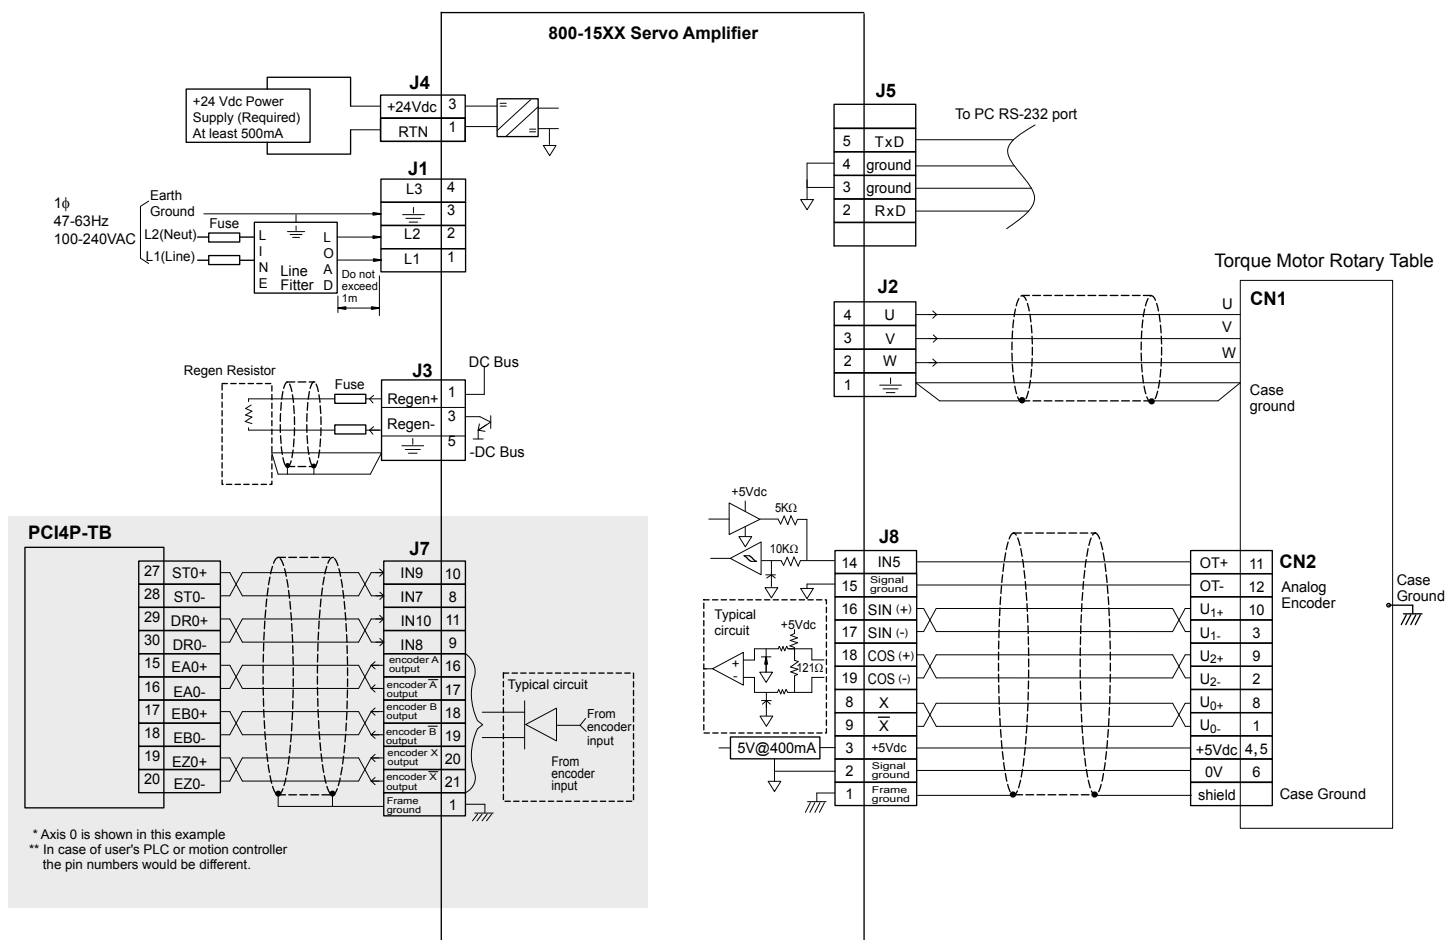 800-15XX Servo Amplifier
J4
+24 Vdc Power
Supply (Required)
At least 500mA
+24Vdc 3
RTN 1
=
=
J1
L3 4
3
L2 2
L1 1
1ϕ
47-63Hz
100-240VAC
Earth
Ground
L2(Neut)
L1(Line)
Fuse
LINE
Line
Fitter
LOAD
Do not
exceed
1m
J3
Regen Resistor
Fuse
Regen+ 1
Regen- 3
5
DC Bus
-DC Bus
PCI4P-TB
J7
27 ST0+
28 ST0-
29 DR0+
30 DR0-
15 EA0+
16 EA0-
17 EB0+
18 EB0-
19 EZ0+
20 EZ0-
IN9 10
IN7 8
IN10 11
IN8 9
encoder A
output 16
encoder A̅
output 17
encoder B
output 18
encoder B̅
output 19
encoder X
output 20
encoder X̅
output 21
Frame
ground 1
Typical circuit
From
encoder
input
From
encoder
input
* Axis 0 is shown in this example
** In case of user's PLC or motion controller
the pin numbers would be different.
J5
To PC RS-232 port
5 TxD
4 ground
3 ground
2 RxD
J2
4 U
3 V
2 W
1
Torque Motor Rotary Table
CN1
U
V
W
Case
ground
+5Vdc
5KΩ
10KΩ
J8
14 IN5
15 Signal
ground
16 SIN (+)
17 SIN (-)
18 COS (+)
19 COS (-)
8 X
9 X̅
3 +5Vdc
2 Signal
ground
1 Frame
ground
Typical
circuit
+5Vdc
121Ω
+
-
5V@400mA
CN2
Analog
Encoder
OT+ 11
OT- 12
U1+ 10
U1- 3
U2+ 9
U2- 2
U0+ 8
U0- 1
+5Vdc 4,5
0V 6
shield
Case Ground
Case
Ground